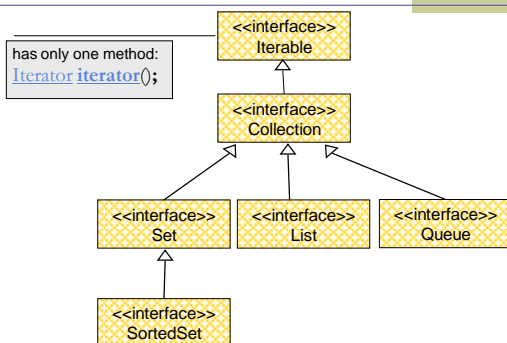 <<interface>>
Iterable
has only one method:
Iterator iterator();
<<interface>>
Collection
<<interface>>
Set
<<interface>>
List
<<interface>>
Queue
<<interface>>
SortedSet